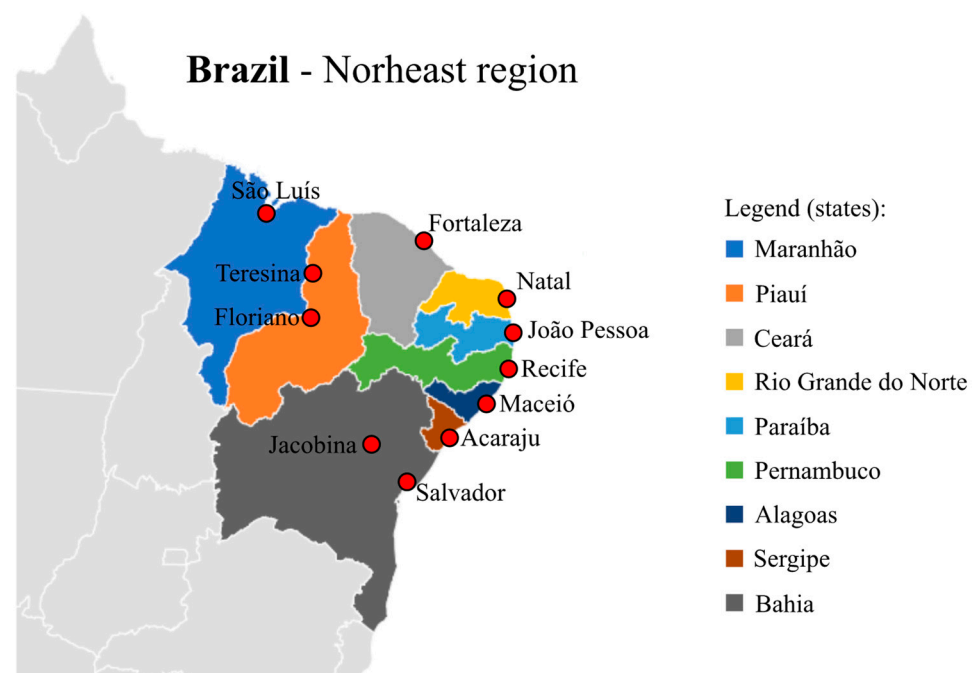 Brazil - Norheast region
São Luís
Fortaleza
Teresina
Natal
Floriano
João Pessoa
Recife
Maceió
Jacobina
Acaraju
Salvador
Legend (states):
Maranhão
Piauí
Ceará
Rio Grande do Norte
Paraíba
Pernambuco
Alagoas
Sergipe
Bahia